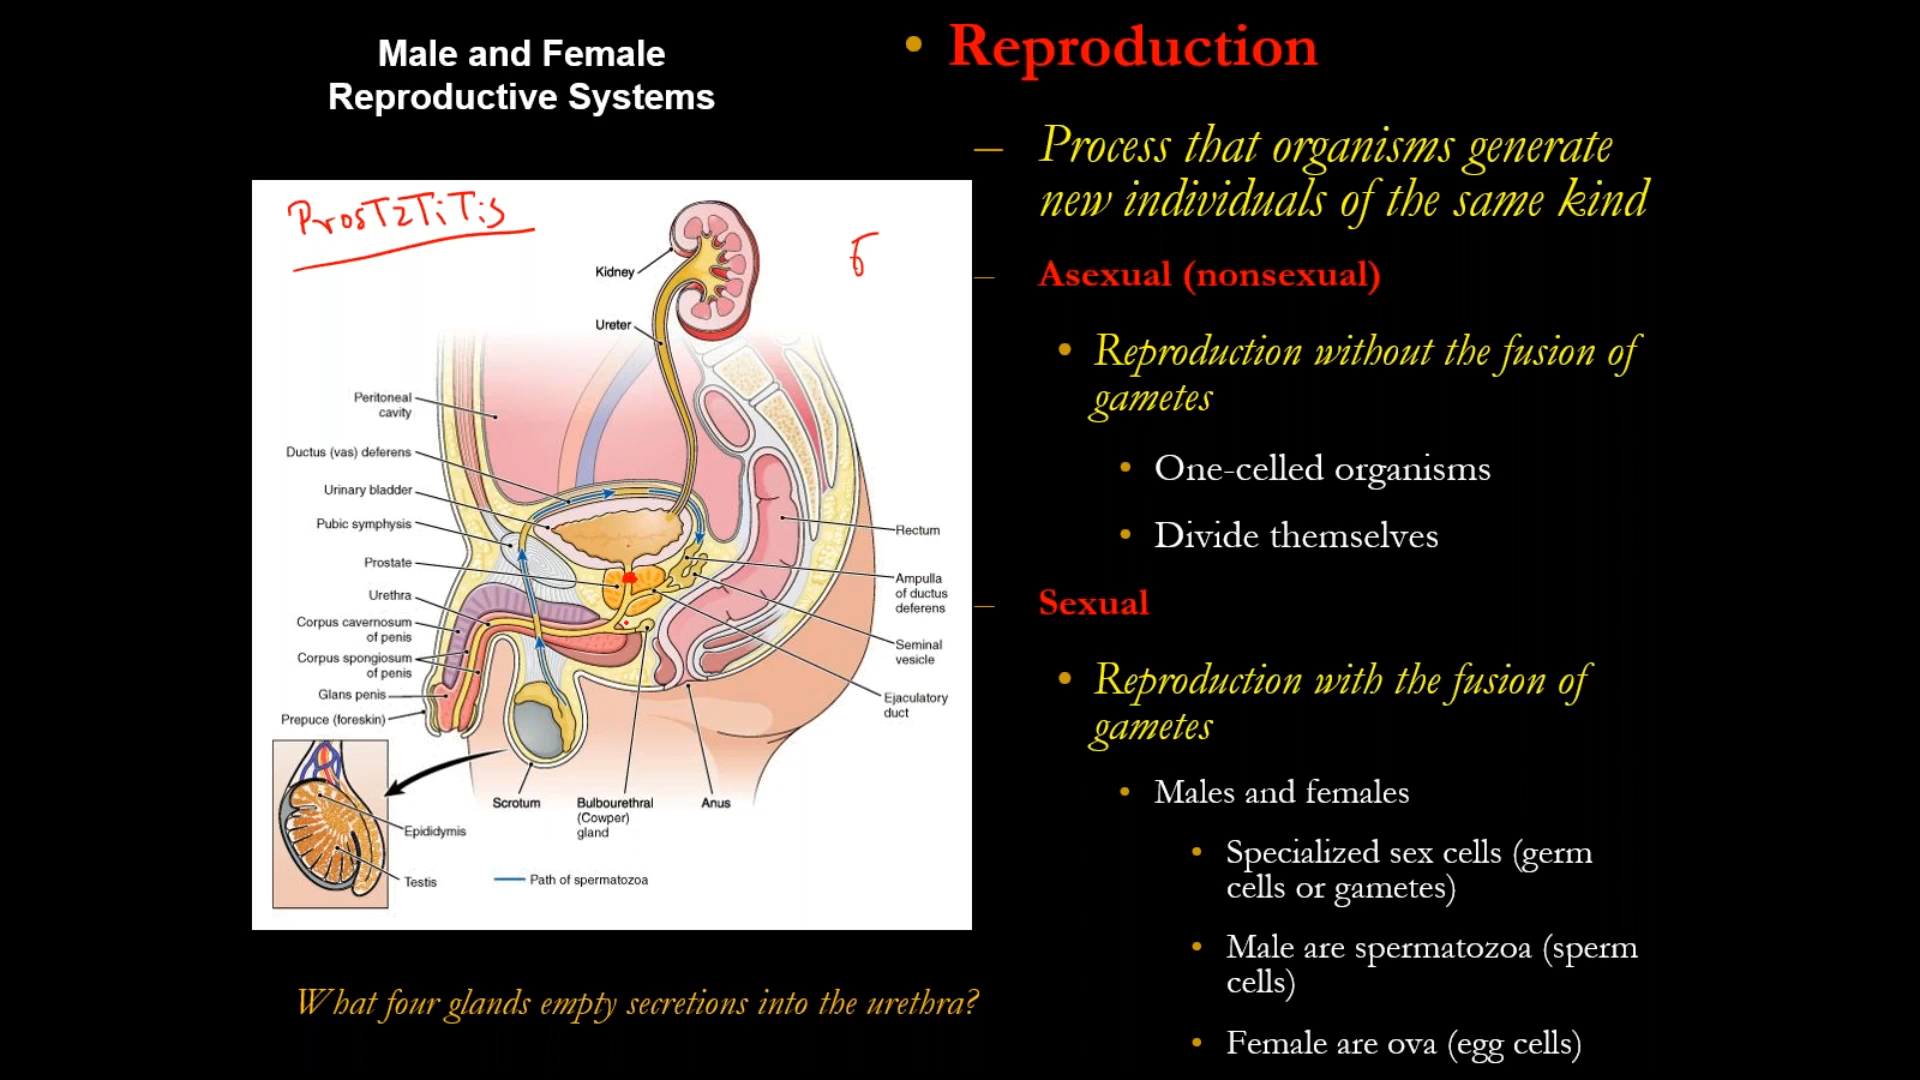 Male and Female
Reproductive Systems
• Reproduction
– Process that organisms generate
new individuals of the same kind
– Asexual (nonsexual)
• Reproduction without the fusion of
gametes
• One-celled organisms
• Divide themselves
– Sexual
• Reproduction with the fusion of
gametes
• Males and females
• Specialized sex cells (germ
cells or gametes)
• Male are spermatozoa (sperm
cells)
• Female are ova (egg cells)
ProsTaTiTis
Kidney
Ureter
Peritoneal
cavity
Ductus (vas) deferens
Urinary bladder
Pubic symphysis
Prostate
Urethra
Corpus cavernosum
of penis
Corpus spongiosum
of penis
Glans penis
Prepuce (foreskin)
Rectum
Ampulla
of ductus
deferens
Seminal
vesicle
Ejaculatory
duct
Scrotum
Bulbourethral
(Cowper)
gland
Anus
Epididymis
Testis
Path of spermatozoa
What four glands empty secretions into the urethra?